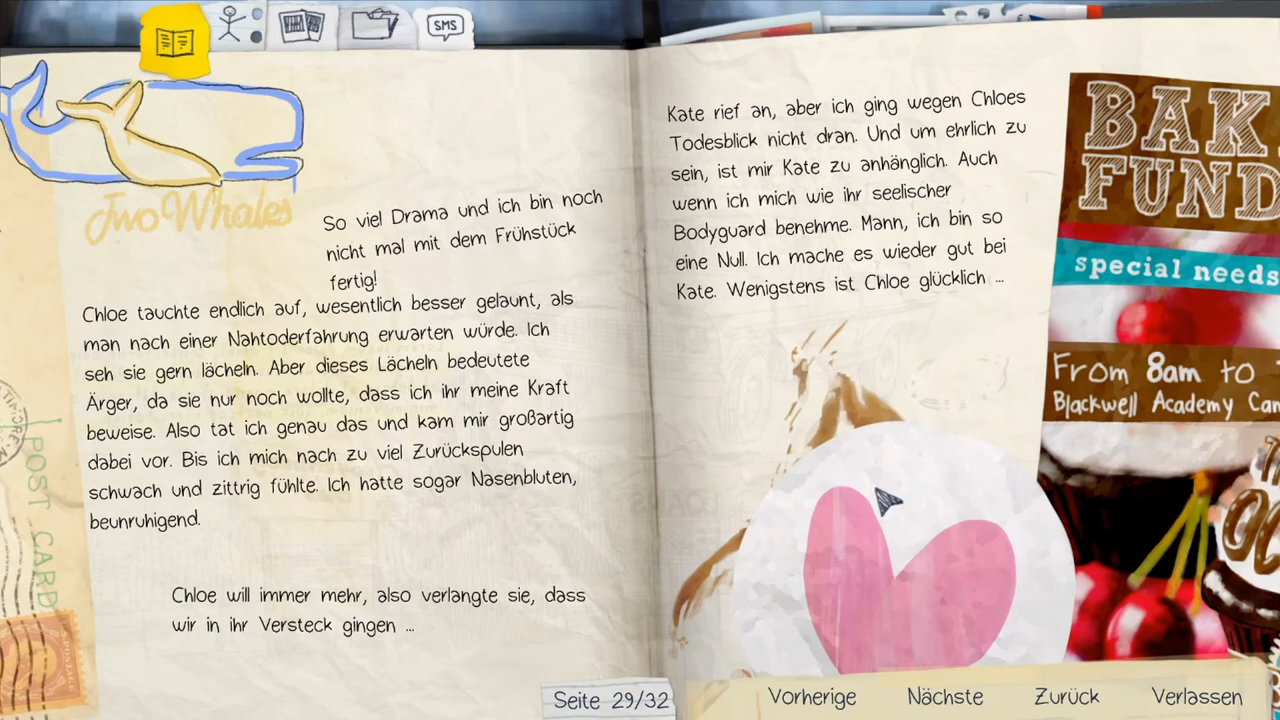 SMS
Two Whales
So viel Drama und ich bin noch
nicht mal mit dem Frühstück
fertig!
Chloe tauchte endlich auf, wesentlich besser gelaunt, als
man nach einer Nahtoderfahrung erwarten würde. Ich
seh sie gern lächeln. Aber dieses Lächeln bedeutete
Ärger, da sie nur noch wollte, dass ich ihr meine Kraft
beweise. Also tat ich genau das und kam mir großartig
dabei vor. Bis ich mich nach zu viel Zurückspulen
schwach und zittrig fühlte. Ich hatte sogar Nasenbluten,
beunruhigend.
Chloe will immer mehr, also verlangte sie, dass
wir in ihr Versteck gingen ...
POST CARD
Kate rief an, aber ich ging wegen Chloes
Todesblick nicht dran. Und um ehrlich zu
sein, ist mir Kate zu anhänglich. Auch
wenn ich mich wie ihr seelischer
Bodyguard benehme. Mann, ich bin so
eine Null. Ich mache es wieder gut bei
Kate. Wenigstens ist Chloe glücklich ...
BAK
FUND
special needs
From 8am to
Blackwell Academy Cam
Seite 29/32
Vorherige
Nächste
Zurück
Verlassen